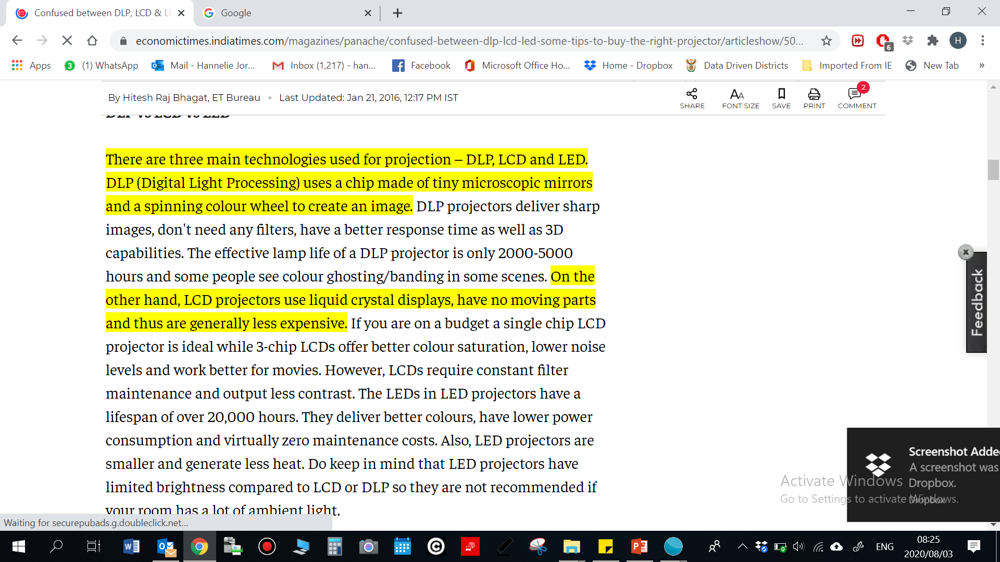 Confused between DLP, LCD & LE
Google
economictimes.indiatimes.com/magazines/panache/confused-between-dlp-lcd-led-some-tips-to-buy-the-right-projector/articleshow/50...
6
H
Apps
3
(1) WhatsApp
Mail - Hannelie Jor...
Inbox (1,217) - han...
Facebook
Microsoft Office Ho...
Home - Dropbox
Data Driven Districts
Imported From IE
New Tab
»
By Hitesh Raj Bhagat, ET Bureau • Last Updated: Jan 21, 2016, 12:17 PM IST
SHARE
FONT SIZE
SAVE
PRINT
2
COMMENT
DLP vs LCD vs LED
There are three main technologies used for projection – DLP, LCD and LED.
DLP (Digital Light Processing) uses a chip made of tiny microscopic mirrors
and a spinning colour wheel to create an image. DLP projectors deliver sharp
images, don't need any filters, have a better response time as well as 3D
capabilities. The effective lamp life of a DLP projector is only 2000-5000
hours and some people see colour ghosting/banding in some scenes. On the
other hand, LCD projectors use liquid crystal displays, have no moving parts
and thus are generally less expensive. If you are on a budget a single chip LCD
projector is ideal while 3-chip LCDs offer better colour saturation, lower noise
levels and work better for movies. However, LCDs require constant filter
maintenance and output less contrast. The LEDs in LED projectors have a
lifespan of over 20,000 hours. They deliver better colours, have lower power
consumption and virtually zero maintenance costs. Also, LED projectors are
smaller and generate less heat. Do keep in mind that LED projectors have
limited brightness compared to LCD or DLP so they are not recommended if
your room has a lot of ambient light.
Feedback
Screenshot Added
A screenshot was
Dropbox.
Dropbox
Activate Windows
Go to Settings to activate Windows.
Waiting for securepubads.g.doubleclick.net...
ENG
08:25
2020/08/03